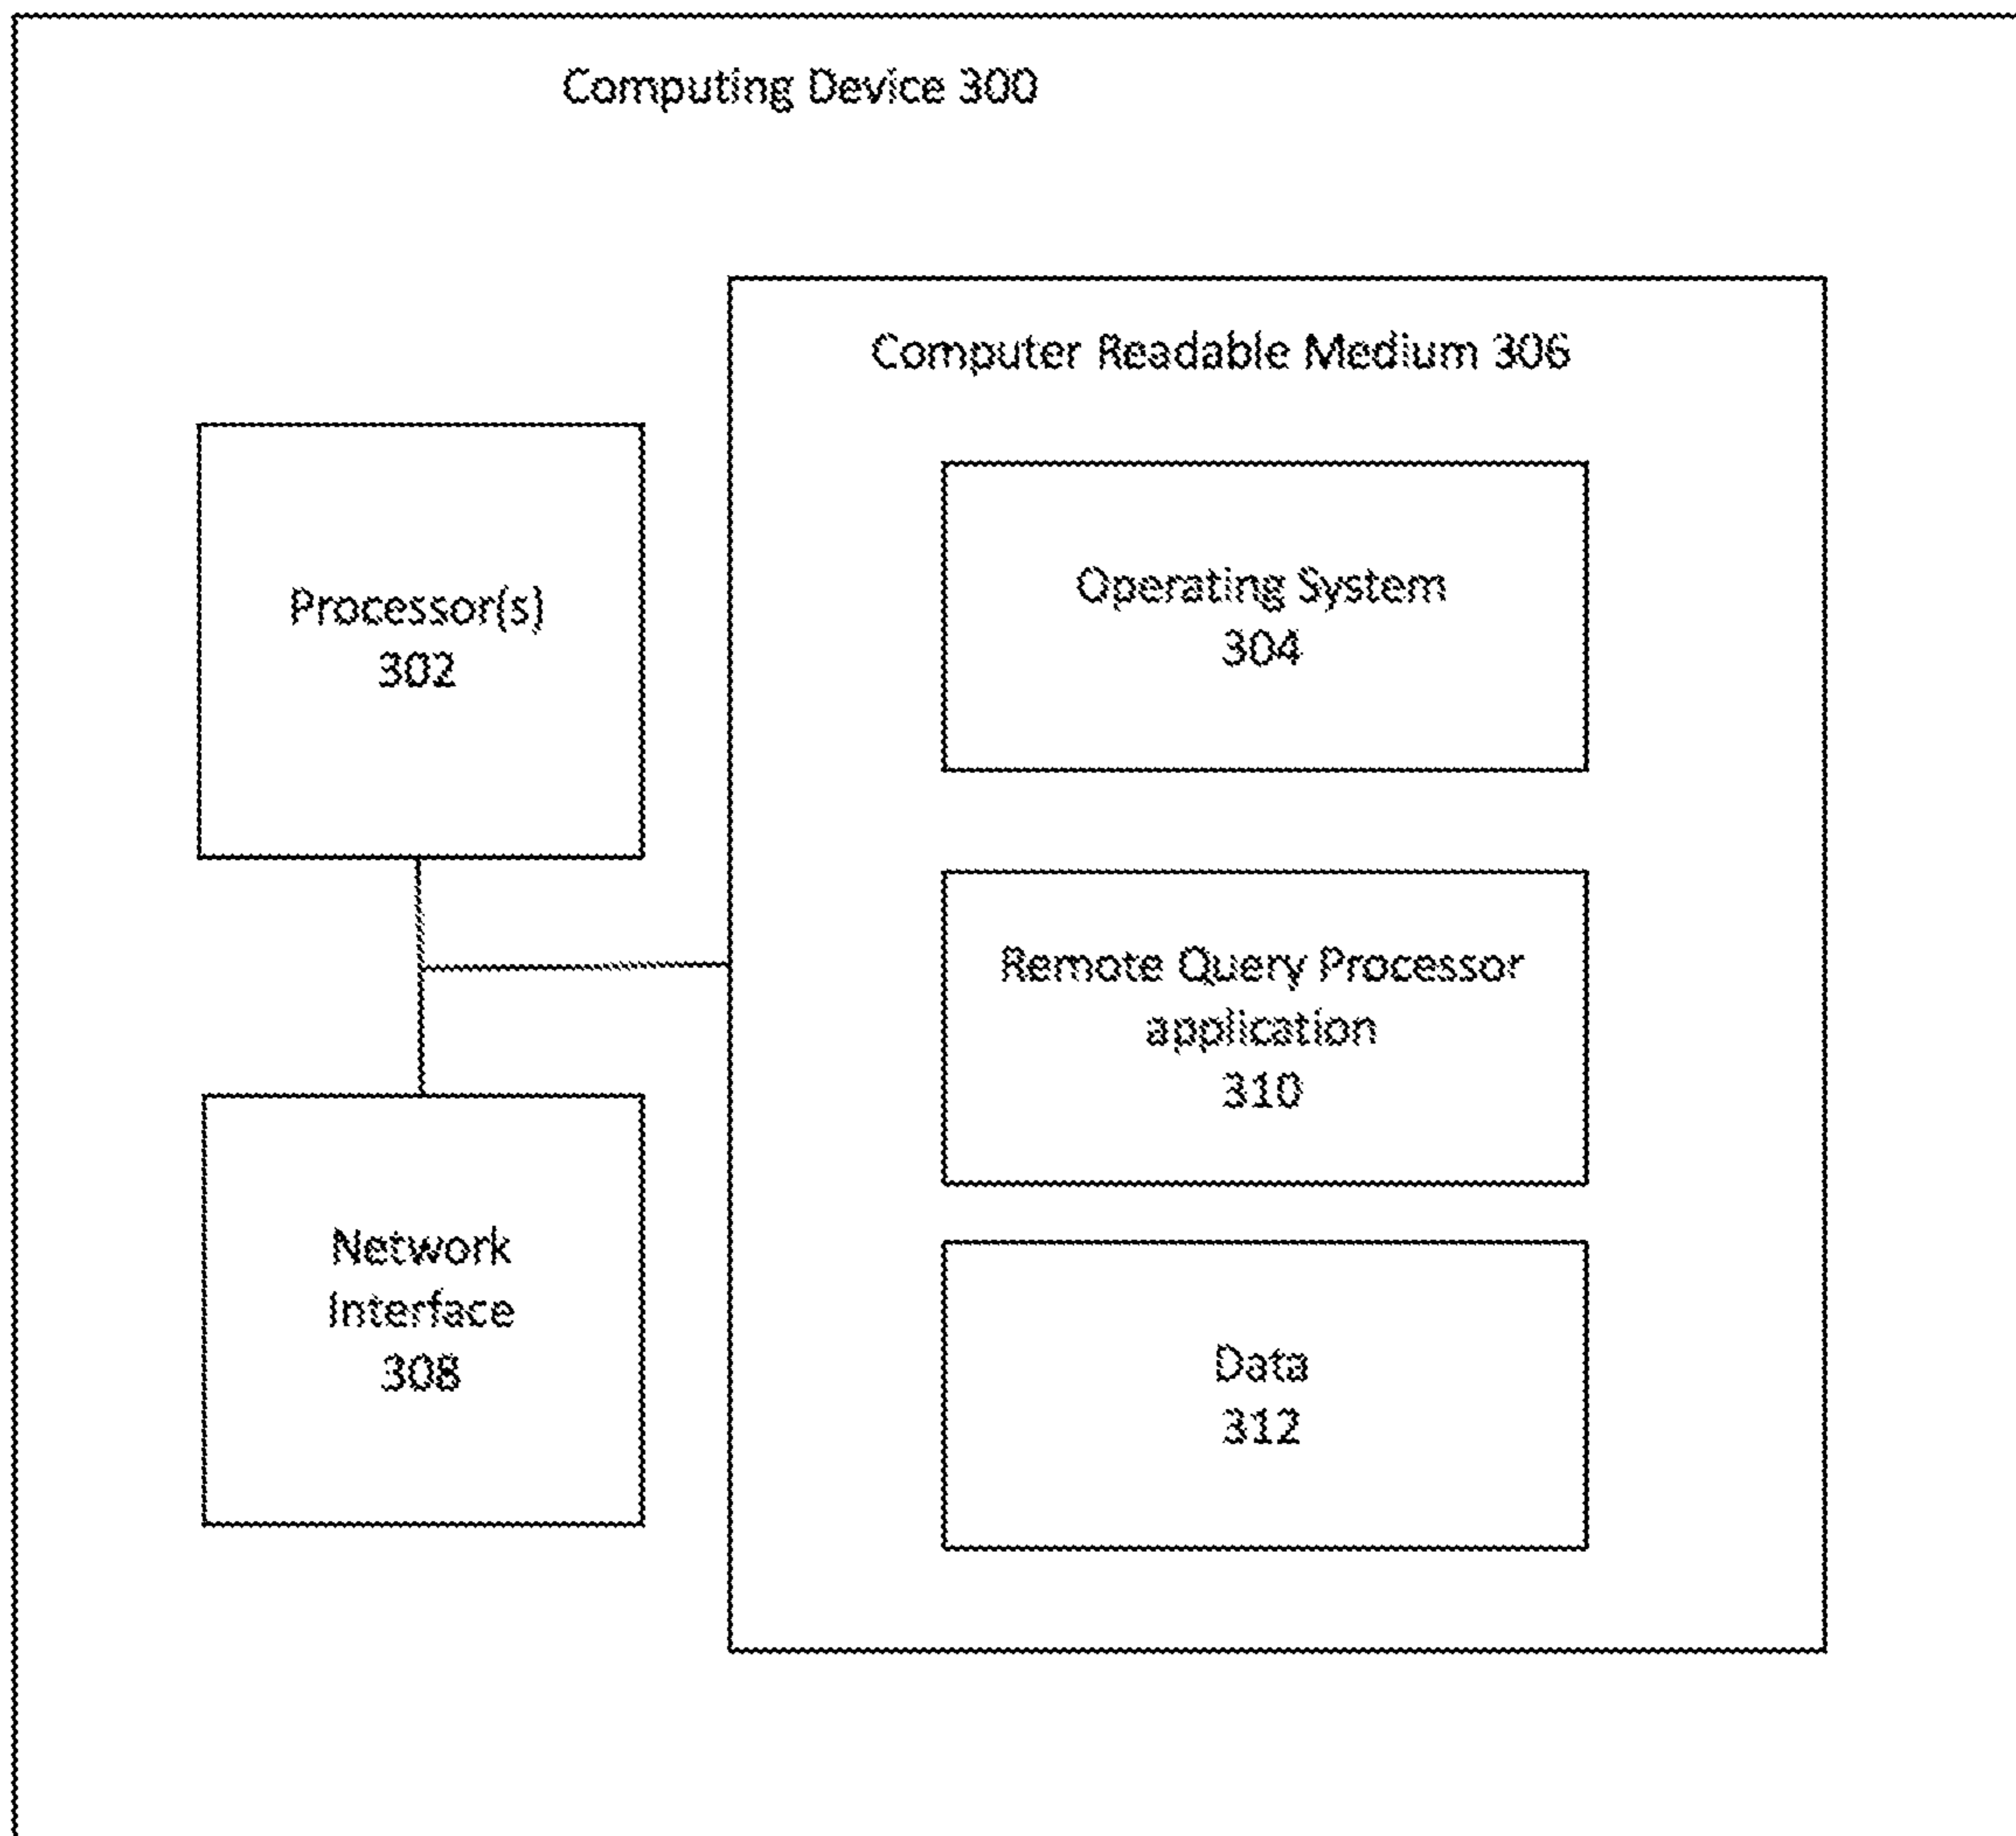 Computing Device 300
Computer Readable Medium 306
Processor(s)
302
Operating System
304
Remote Query Processor
application
310
Network
Interface
308
Data
312